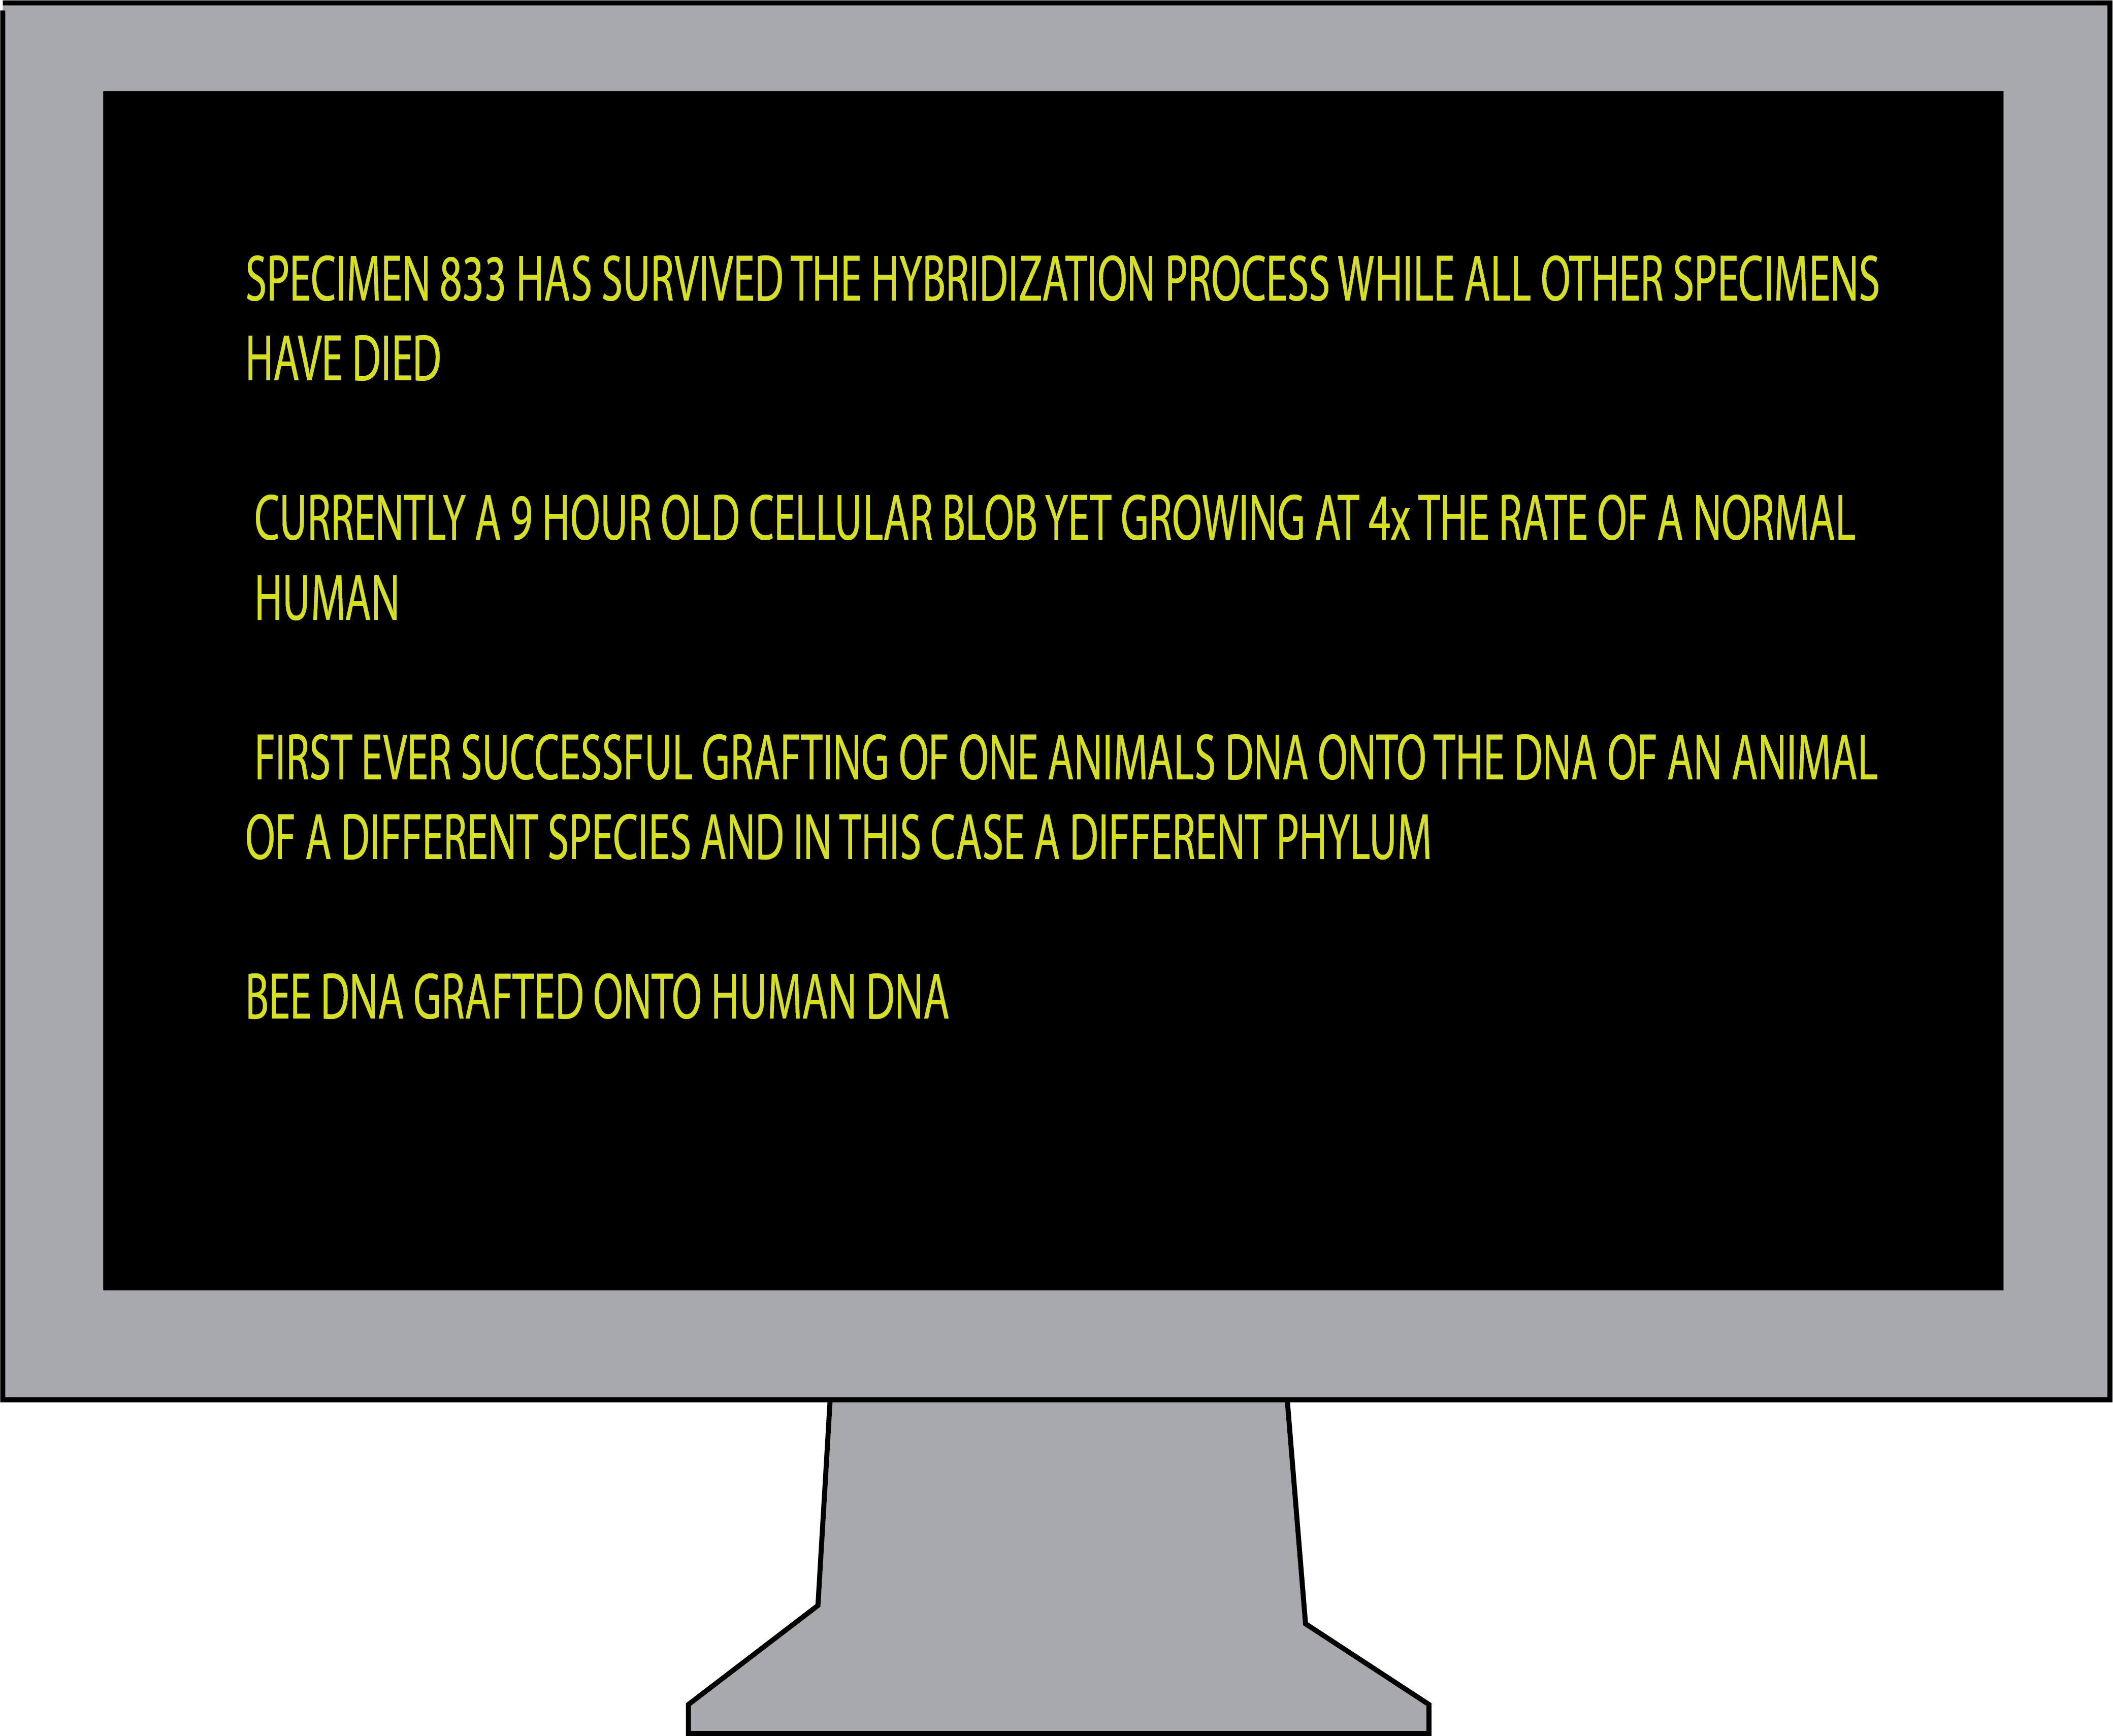 SPECIMEN 833 HAS SURVIVED THE HYBRIDIZATION PROCESS WHILE ALL OTHER SPECIMENS
HAVE DIED
CURRENTLY A 9 HOUR OLD CELLULAR BLOB YET GROWING AT 4x THE RATE OF A NORMAL
HUMAN
FIRST EVER SUCCESSFUL GRAFTING OF ONE ANIMALS DNA ONTO THE DNA OF AN ANIMAL
OF A DIFFERENT SPECIES AND IN THIS CASE A DIFFERENT PHYLUM
BEE DNA GRAFTED ONTO HUMAN DNA